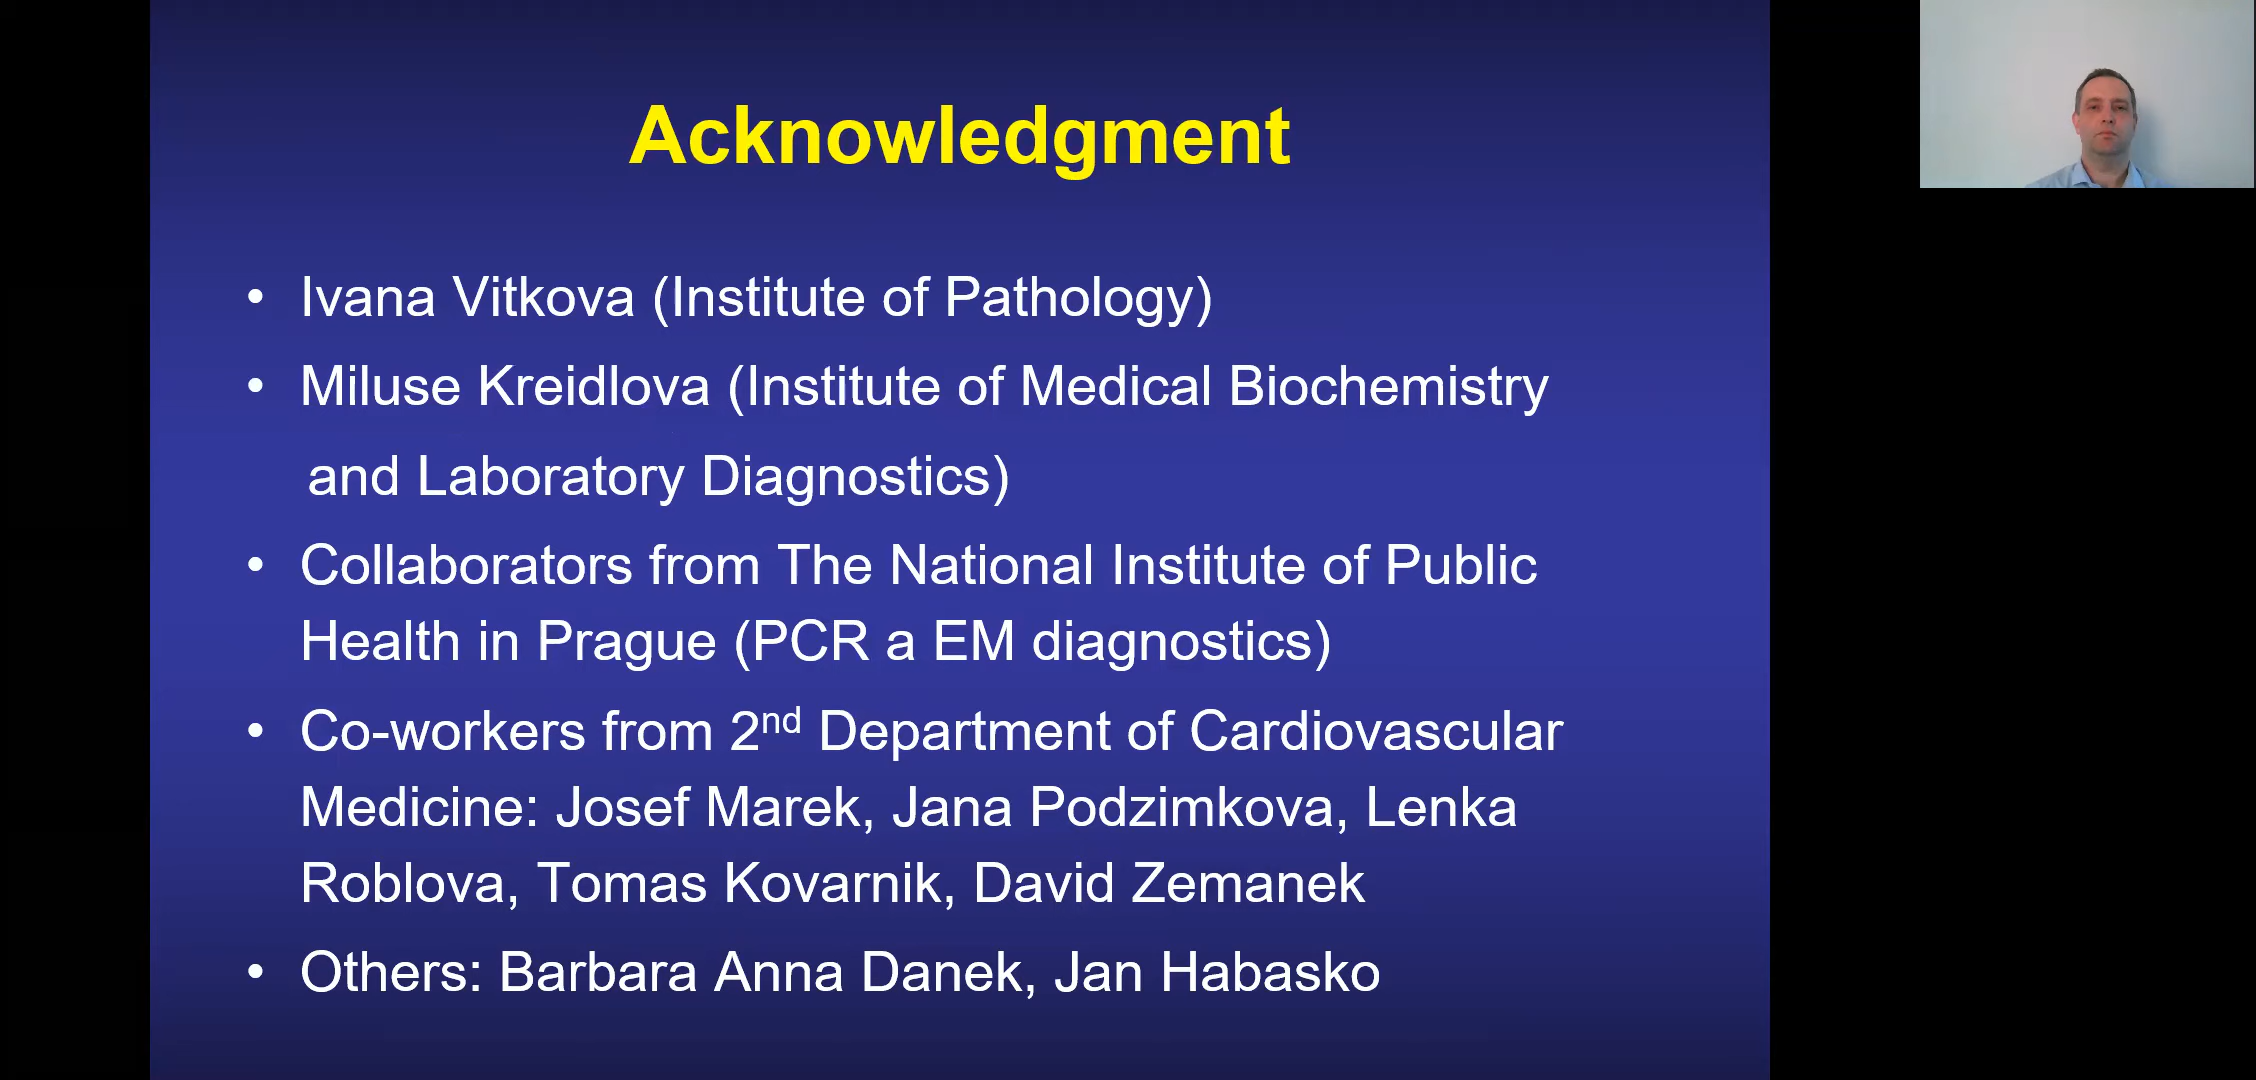 Acknowledgment
• Ivana Vitkova (Institute of Pathology)
• Miluse Kreidlova (Institute of Medical Biochemistry
and Laboratory Diagnostics)
• Collaborators from The National Institute of Public
Health in Prague (PCR a EM diagnostics)
• Co-workers from 2nd Department of Cardiovascular
Medicine: Josef Marek, Jana Podzimkova, Lenka
Roblova, Tomas Kovarnik, David Zemanek
• Others: Barbara Anna Danek, Jan Habasko